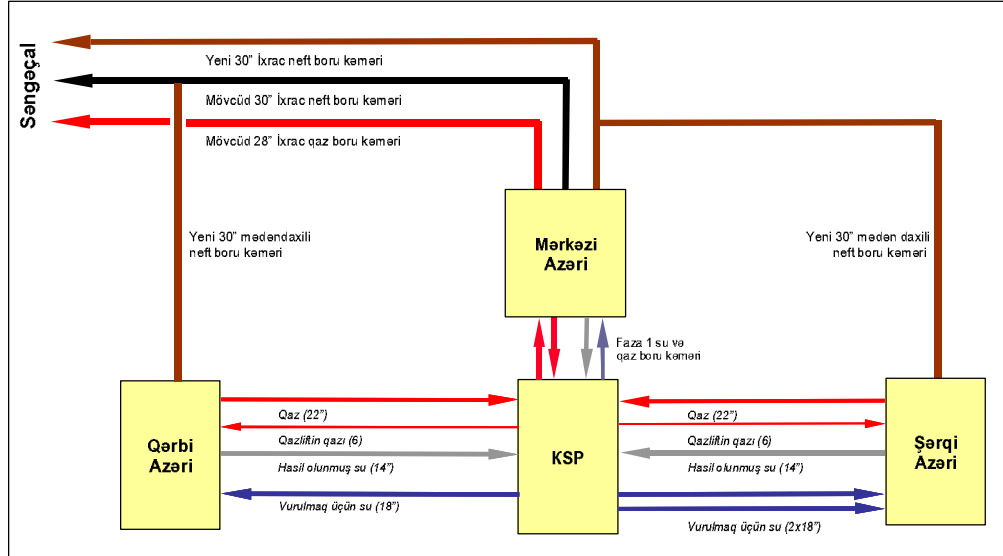 Səngəçal
Yeni 30” İxrac neft boru kəməri
Mövcüd 30” İxrac neft boru kəməri
Mövcüd 28” İxrac qaz boru kəməri
Yeni 30” mədəndaxili
neft boru kəməri
Mərkəzi
Azəri
Yeni 30” mədən daxili
neft boru kəməri
Faza 1 su və
qaz boru kəməri
Qərbi
Azəri
Qaz (22”)
Qazliftin qazı (6)
Hasil olunmuş su (14”)
Vurulmaq üçün su (18”)
KSP
Qaz (22”)
Qazliftin qazı (6)
Hasil olunmuş su (14”)
Vurulmaq üçün su (2x18”)
Şərqi
Azəri